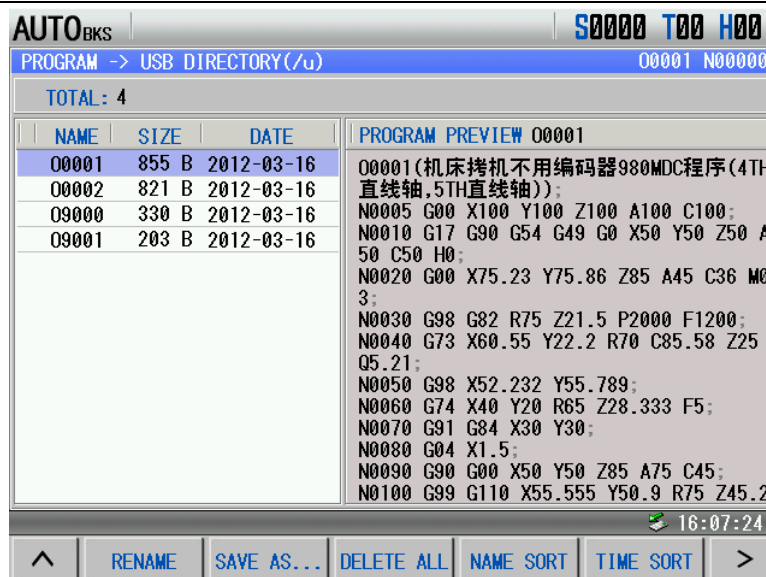 AUTO BKS S0000 T00 H00
PROGRAM -> USB DIRECTORY(/u) O0001 N00000
TOTAL: 4
NAME SIZE DATE
O0001 855 B 2012-03-16
O0002 821 B 2012-03-16
O9000 330 B 2012-03-16
O9001 203 B 2012-03-16
PROGRAM PREVIEW O0001
O0001(机床拷机不用编码器980MDC程序(4TH
直线轴,5TH直线轴));
N0005 G00 X100 Y100 Z100 A100 C100;
N0010 G17 G90 G54 G49 G0 X50 Y50 Z50 A
50 C50 H0;
N0020 G00 X75.23 Y75.86 Z85 A45 C36 M0
3;
N0030 G98 G82 R75 Z21.5 P2000 F1200;
N0040 G73 X60.55 Y22.2 R70 C85.58 Z25
Q5.21;
N0050 G98 X52.232 Y55.789;
N0060 G74 X40 Y20 R65 Z28.333 F5;
N0070 G91 G84 X30 Y30;
N0080 G04 X1.5;
N0090 G90 G00 X50 Y50 Z85 A75 C45;
N0100 G99 G110 X55.555 Y50.9 R75 Z45.2
16:07:24
RENAME SAVE AS... DELETE ALL NAME SORT TIME SORT >